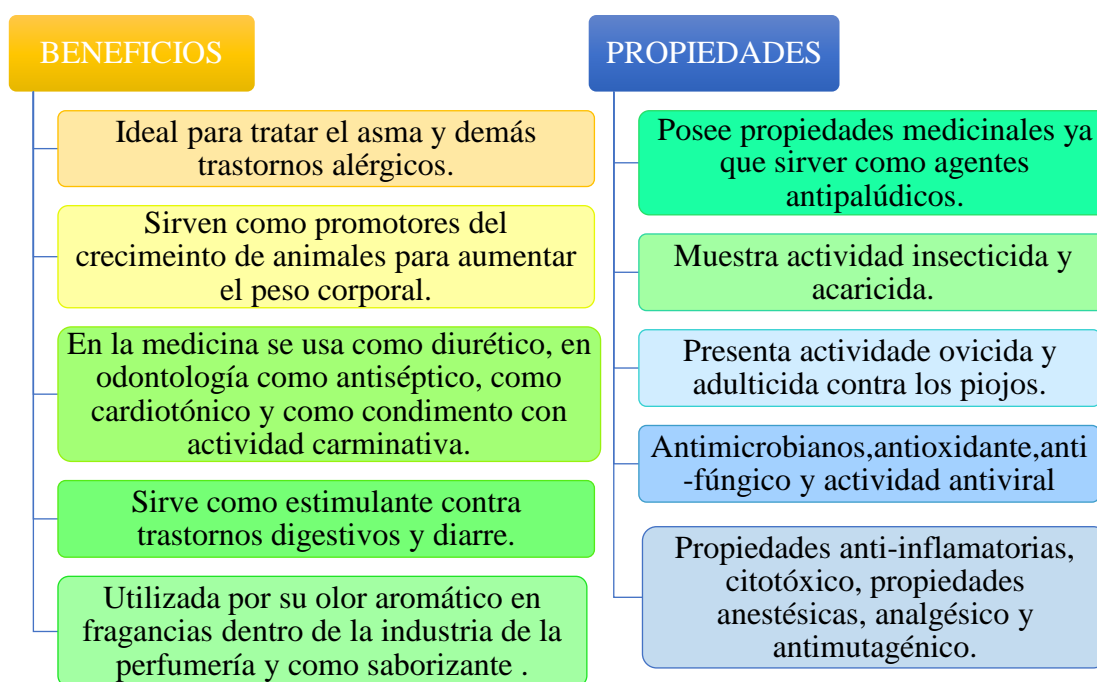 BENEFICIOS
Ideal para tratar el asma y demás
trastornos alérgicos.
Sirven como promotores del
crecimeinto de animales para aumentar
el peso corporal.
En la medicina se usa como diurético, en
odontología como antiséptico, como
cardiotónico y como condimento con
actividad carminativa.
Sirve como estimulante contra
trastornos digestivos y diarre.
Utilizada por su olor aromático en
fragancias dentro de la industria de la
perfumería y como saborizante .
PROPIEDADES
Posee propiedades medicinales ya
que sirver como agentes
antipalúdicos.
Muestra actividad insecticida y
acaricida.
Presenta actividade ovicida y
adulticida contra los piojos.
Antimicrobianos,antioxidante,anti
-fúngico y actividad antiviral
Propiedades anti-inflamatorias,
citotóxico, propiedades
anestésicas, analgésico y
antimutagénico.